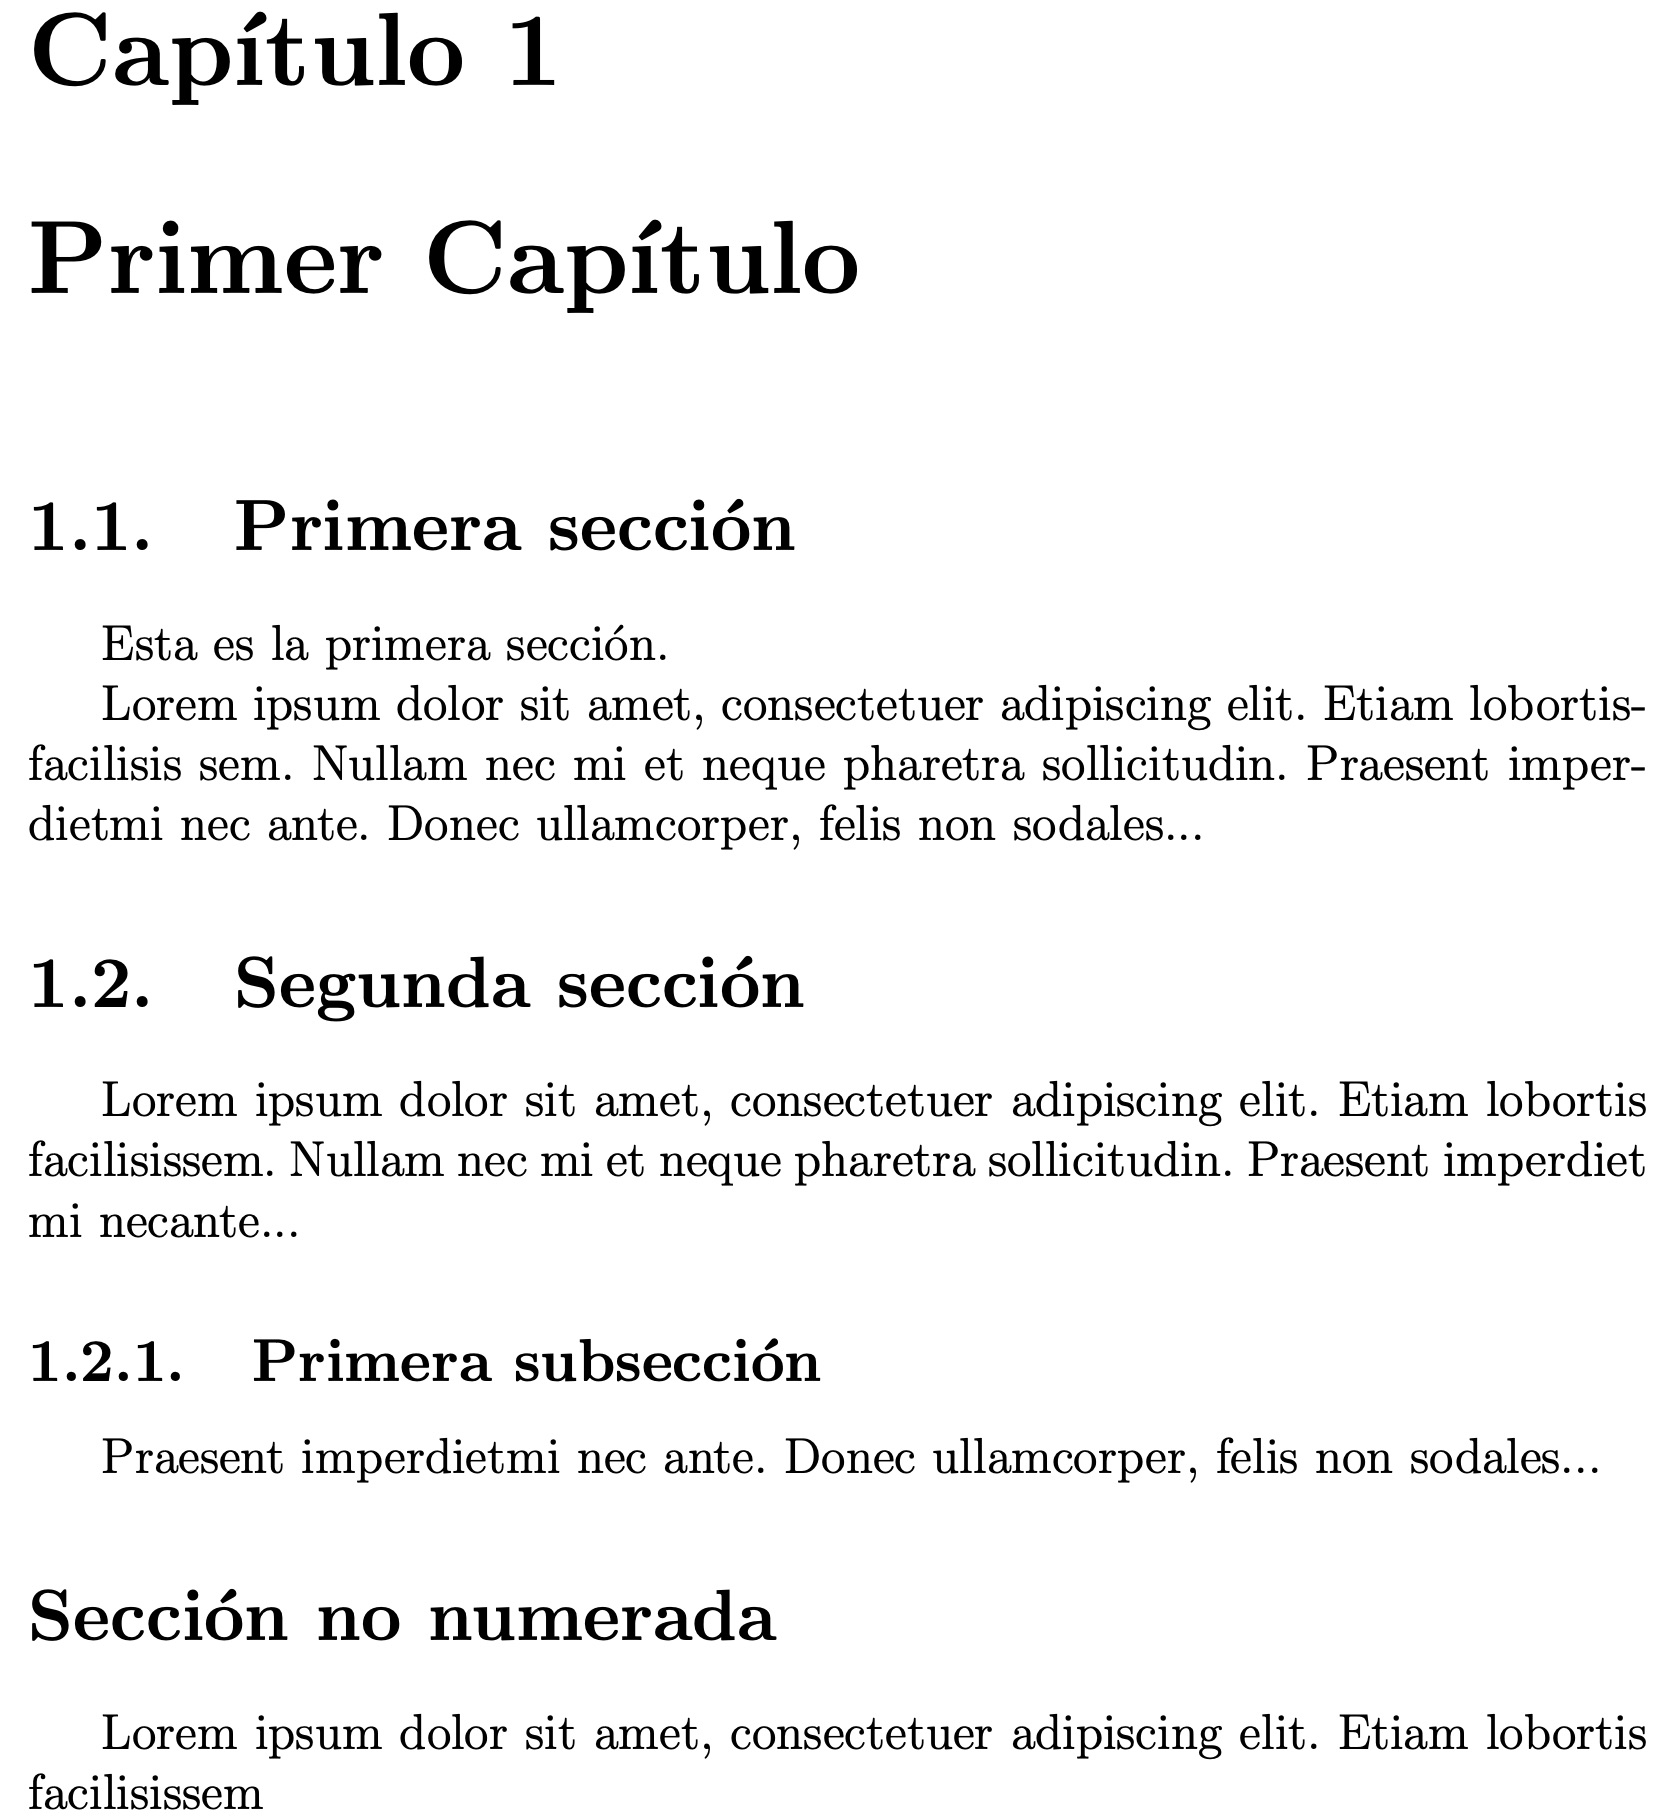 Capítulo 1
Primer Capítulo
1.1. Primera sección
Esta es la primera sección.
Lorem ipsum dolor sit amet, consectetuer adipiscing elit. Etiam lobortis-
facilisis sem. Nullam nec mi et neque pharetra sollicitudin. Praesent imper-
dietmi nec ante. Donec ullamcorper, felis non sodales...
1.2. Segunda sección
Lorem ipsum dolor sit amet, consectetuer adipiscing elit. Etiam lobortis
facilisissem. Nullam nec mi et neque pharetra sollicitudin. Praesent imperdiet
mi necante...
1.2.1. Primera subsección
Praesent imperdietmi nec ante. Donec ullamcorper, felis non sodales...
Sección no numerada
Lorem ipsum dolor sit amet, consectetuer adipiscing elit. Etiam lobortis
facilisissem